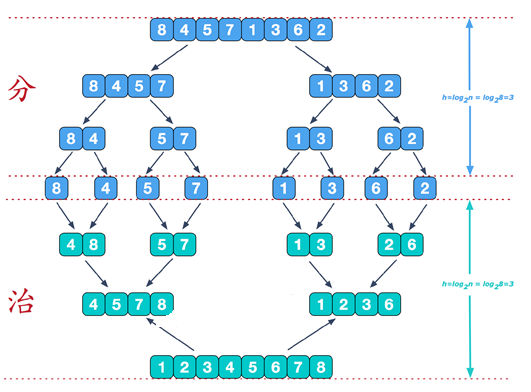 8 4 5 7 1 3 6 2
分
8 4 5 7 1 3 6 2
h=log2n = log28=3
8 4 5 7 1 3 6 2
8 4 5 7 1 3 6 2
4 8 5 7 1 3 2 6
治
4 5 7 8 1 2 3 6
h=log2n = log28=3
1 2 3 4 5 6 7 8